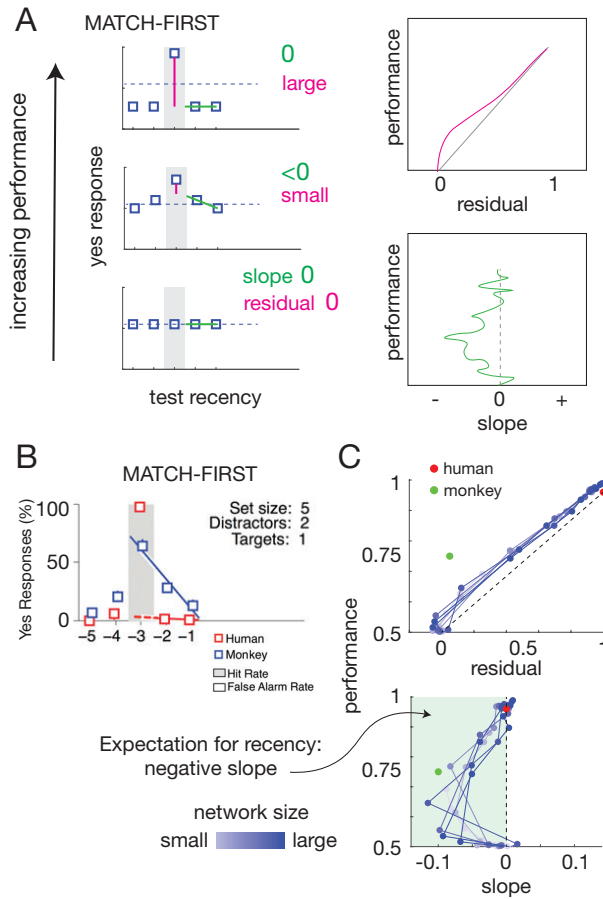 A
MATCH-FIRST
increasing performance
yes response
0
large
<0
small
slope 0
residual 0
test recency
performance
0
1
residual
performance
-
0
+
slope
B
MATCH-FIRST
Yes Responses (%)
100
50
0
Set size: 5
Distractors: 2
Targets: 1
-5
-4
-3
-2
-1
Human
Monkey
Hit Rate
False Alarm Rate
Expectation for recency:
negative slope
network size
small
large
C
human
monkey
performance
1
0.75
0.5
0
0.5
1
residual
1
0.75
0.5
-0.1
0
0.1
slope